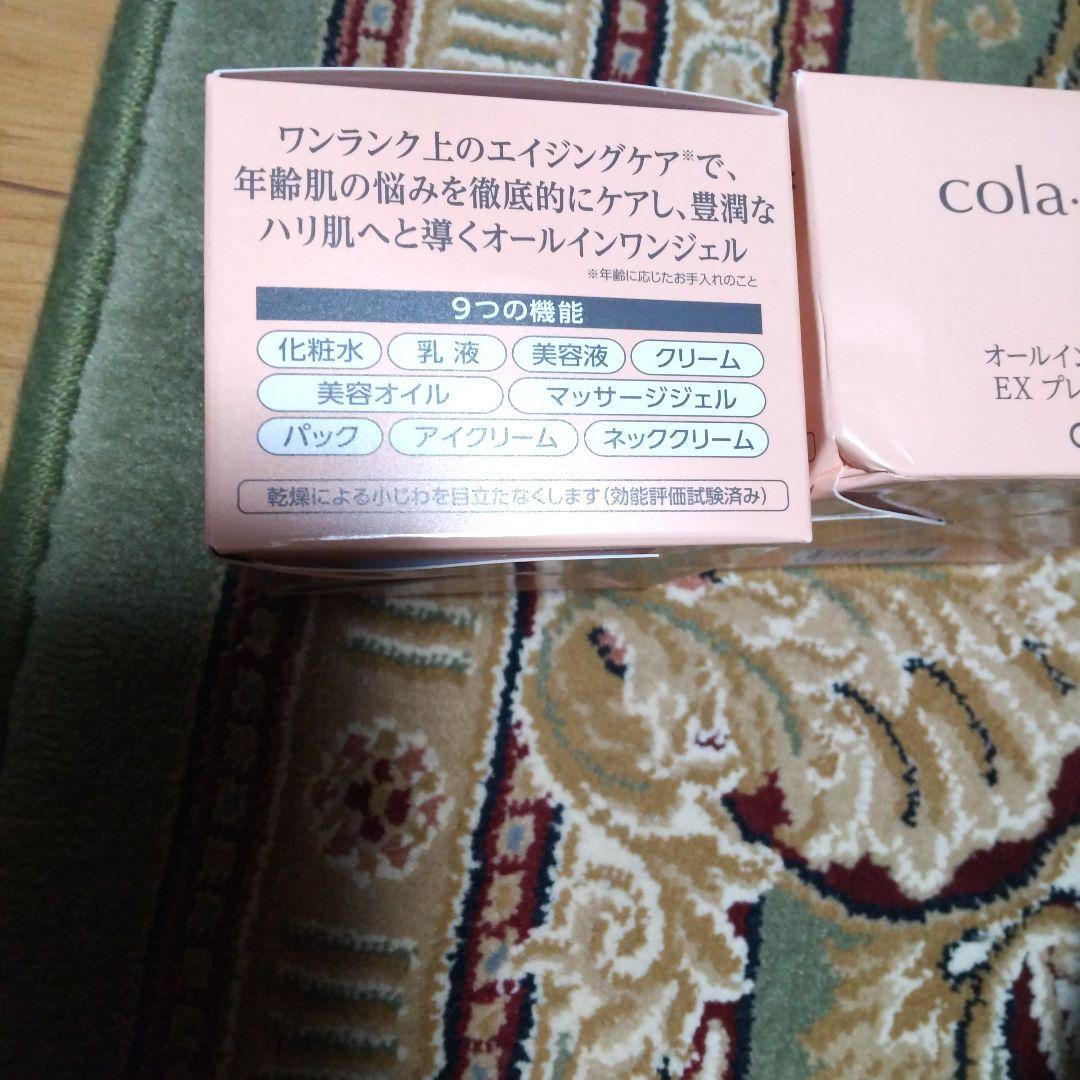 ワンランク上のエイジングケア※で、
年齢肌の悩みを徹底的にケアし、豊潤な
ハリ肌へと導くオールインワンジェル
※年齢に応じたお手入れのこと
9つの機能
化粧水 乳液 美容液 クリーム
美容オイル マッサージジェル
パック アイクリーム ネッククリーム
乾燥による小じわを目立たなくします(効能評価試験済み)
cola
オールイン
EX プレ